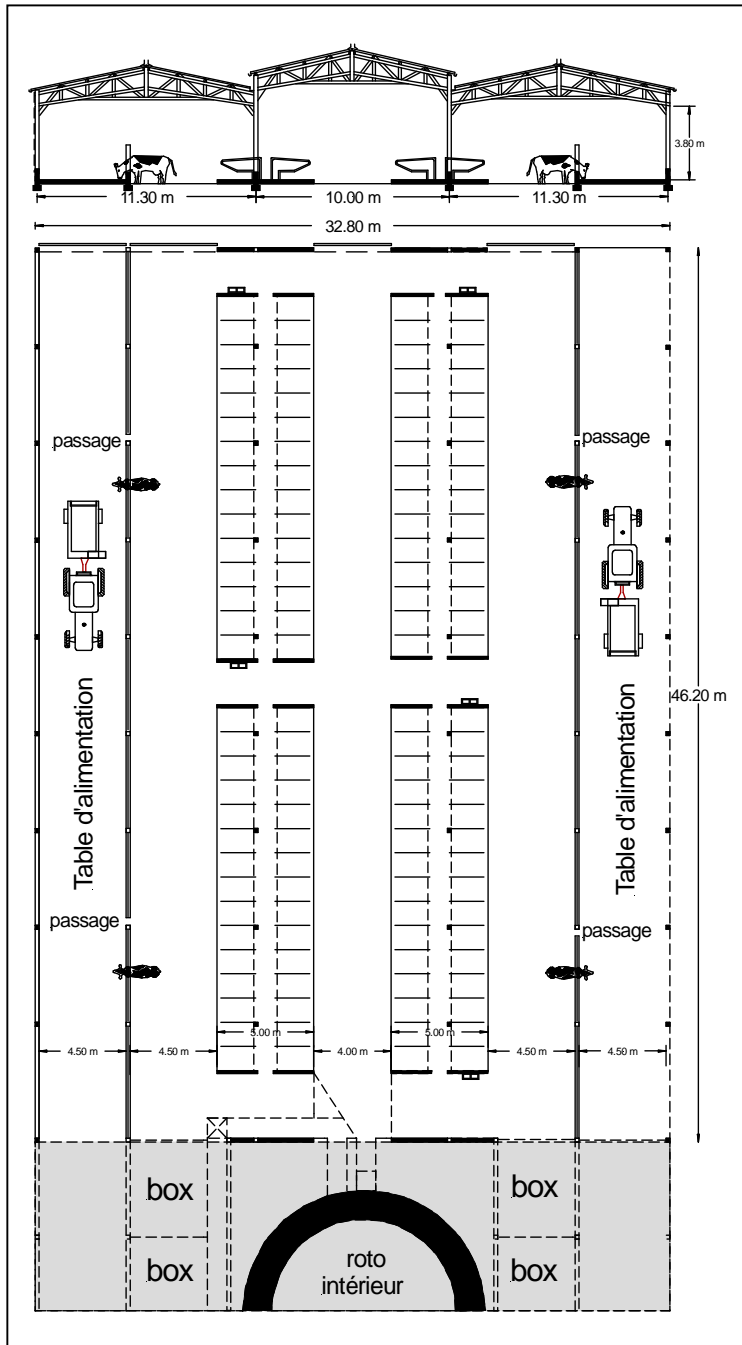 3.80 m
11.30 m
10.00 m
11.30 m
32.80 m
passage
passage
46.20 m
Table d'alimentation
Table d'alimentation
passage
passage
5.00 m
5.00 m
4.50 m
4.50 m
4.00 m
4.50 m
4.50 m
box
box
roto
intérieur
box
box